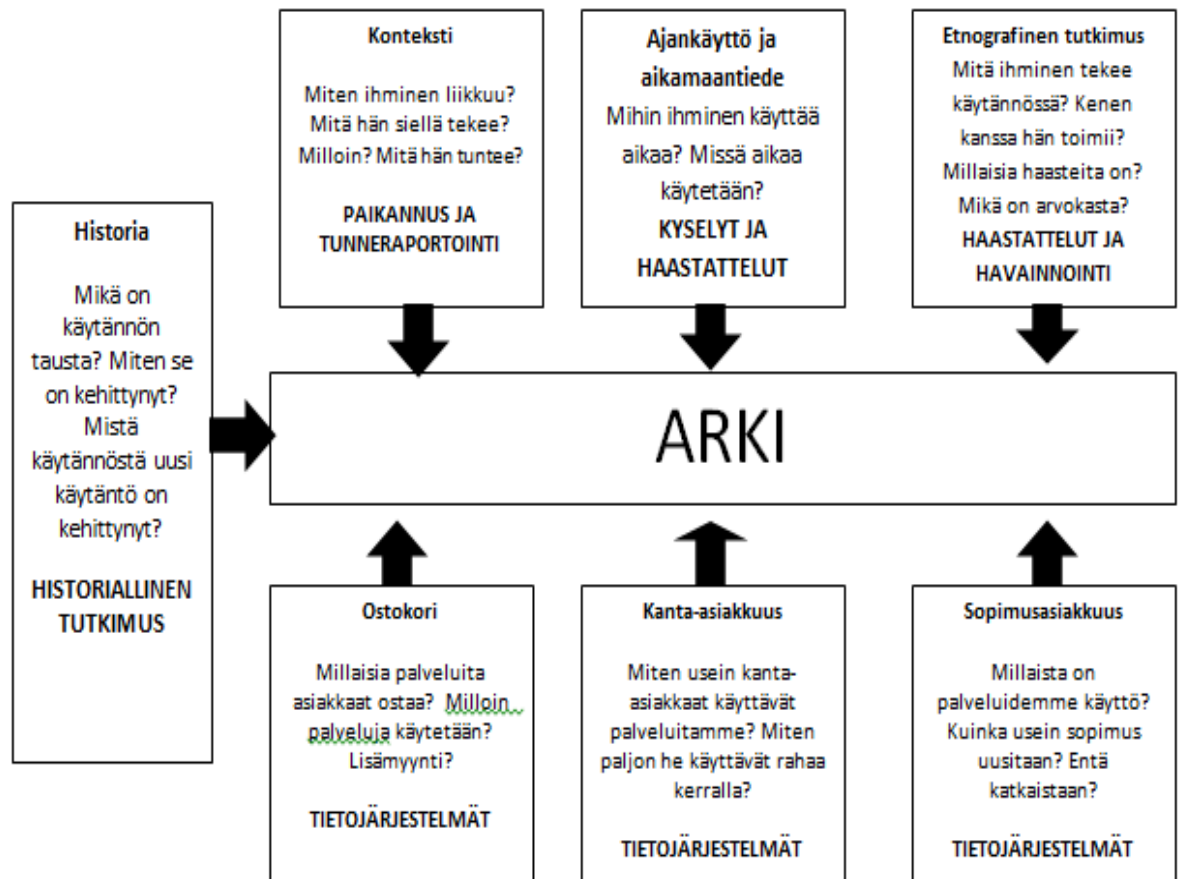 Konteksti
Miten ihminen liikkuu?
Mitä hän siellä tekee?
Milloin? Mitä hän tuntee?
PAIKANNUS JA
TUNNERAPORTOINTI
Ajankäyttö ja
aikamaantiede
Mihin ihminen käyttää
aikaa? Missä aikaa
käytetään?
KYSELYT JA
HAASTATTELUT
Etnografinen tutkimus
Mitä ihminen tekee
käytännössä? Kenen
kanssa hän toimii?
Millaisia haasteita on?
Mikä on arvokasta?
HAASTATTELUT JA
HAVAINNOINTI
Historia
Mikä on
käytännön
tausta? Miten se
on kehittynyt?
Mistä
käytännöstä uusi
käytäntö on
kehittynyt?
HISTORIALLINEN
TUTKIMUS
ARKI
Ostokori
Millaisia palveluita
asiakkaat ostaa? Milloin
palveluja käytetään?
Lisämyynti?
TIETOJÄRJESTELMÄT
Kanta-asiakkuus
Miten usein kanta-
asiakkaat käyttävät
palveluitamme? Miten
paljon he käyttävät rahaa
kerralla?
TIETOJÄRJESTELMÄT
Sopimusasiakkuus
Millaista on
palveluidemme käyttö?
Kuinka usein sopimus
uusitaan? Entä
katkaistaan?
TIETOJÄRJESTELMÄT